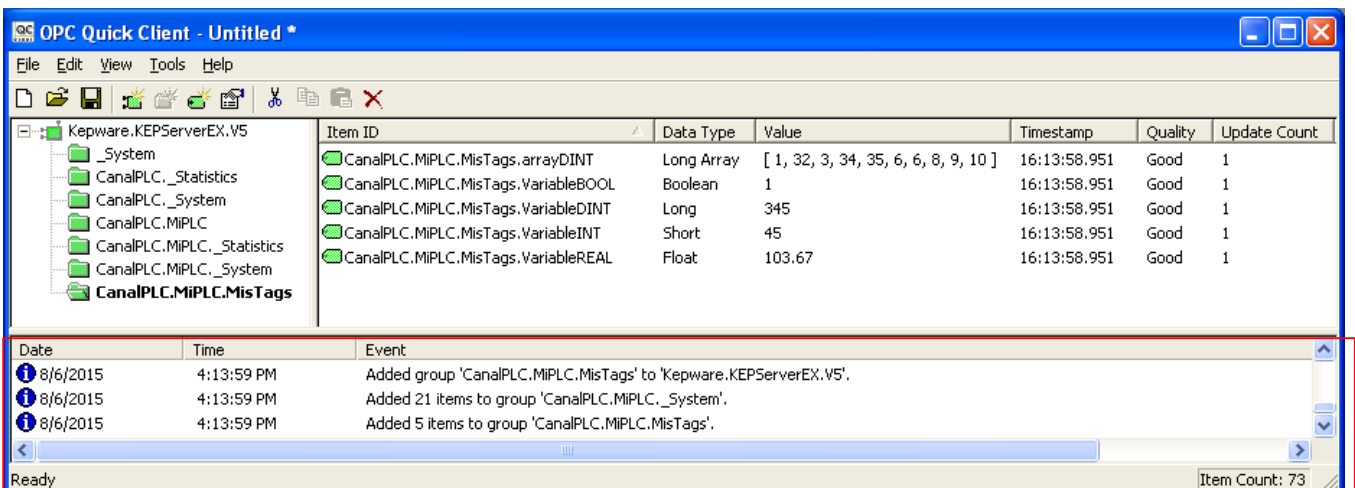 OPC Quick Client - Untitled *
File Edit View Tools Help
Kepware.KEPServerEX.V5
_System
CanalPLC._Statistics
CanalPLC._System
CanalPLC.MiPLC
CanalPLC.MiPLC._Statistics
CanalPLC.MiPLC._System
CanalPLC.MiPLC.MisTags
Item ID Data Type Value Timestamp Quality Update Count
CanalPLC.MiPLC.MisTags.arrayDINT Long Array [ 1, 32, 3, 34, 35, 6, 6, 8, 9, 10 ] 16:13:58.951 Good 1
CanalPLC.MiPLC.MisTags.VariableBOOL Boolean 1 16:13:58.951 Good 1
CanalPLC.MiPLC.MisTags.VariableDINT Long 345 16:13:58.951 Good 1
CanalPLC.MiPLC.MisTags.VariableINT Short 45 16:13:58.951 Good 1
CanalPLC.MiPLC.MisTags.VariableREAL Float 103.67 16:13:58.951 Good 1
Date Time Event
8/6/2015 4:13:59 PM Added group 'CanalPLC.MiPLC.MisTags' to 'Kepware.KEPServerEX.V5'.
8/6/2015 4:13:59 PM Added 21 items to group 'CanalPLC.MiPLC._System'.
8/6/2015 4:13:59 PM Added 5 items to group 'CanalPLC.MiPLC.MisTags'.
Ready Item Count: 73